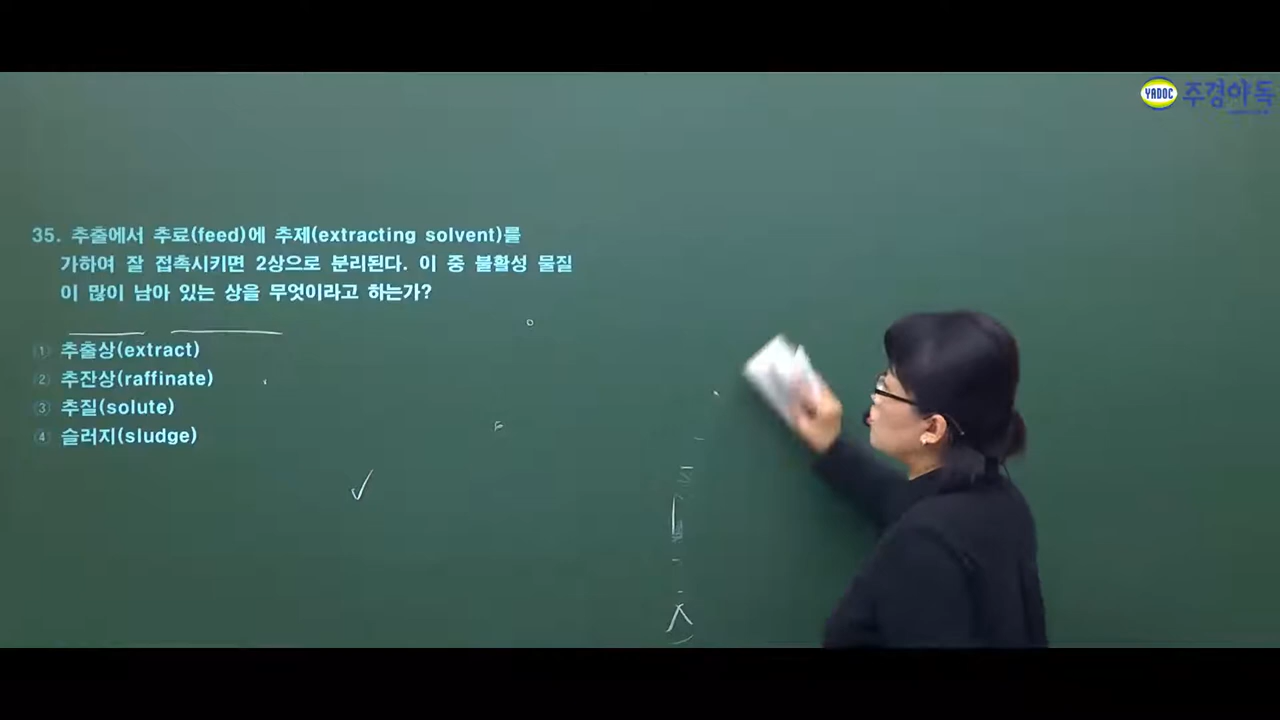 YADOC 주경야독
35. 추출에서 추료(feed)에 추제(extracting solvent)를
가하여 잘 접촉시키면 2상으로 분리된다. 이 중 불활성 물질
이 많이 남아 있는 상을 무엇이라고 하는가?
① 추출상(extract)
② 추잔상(raffinate)
③ 추질(solute)
④ 슬러지(sludge)